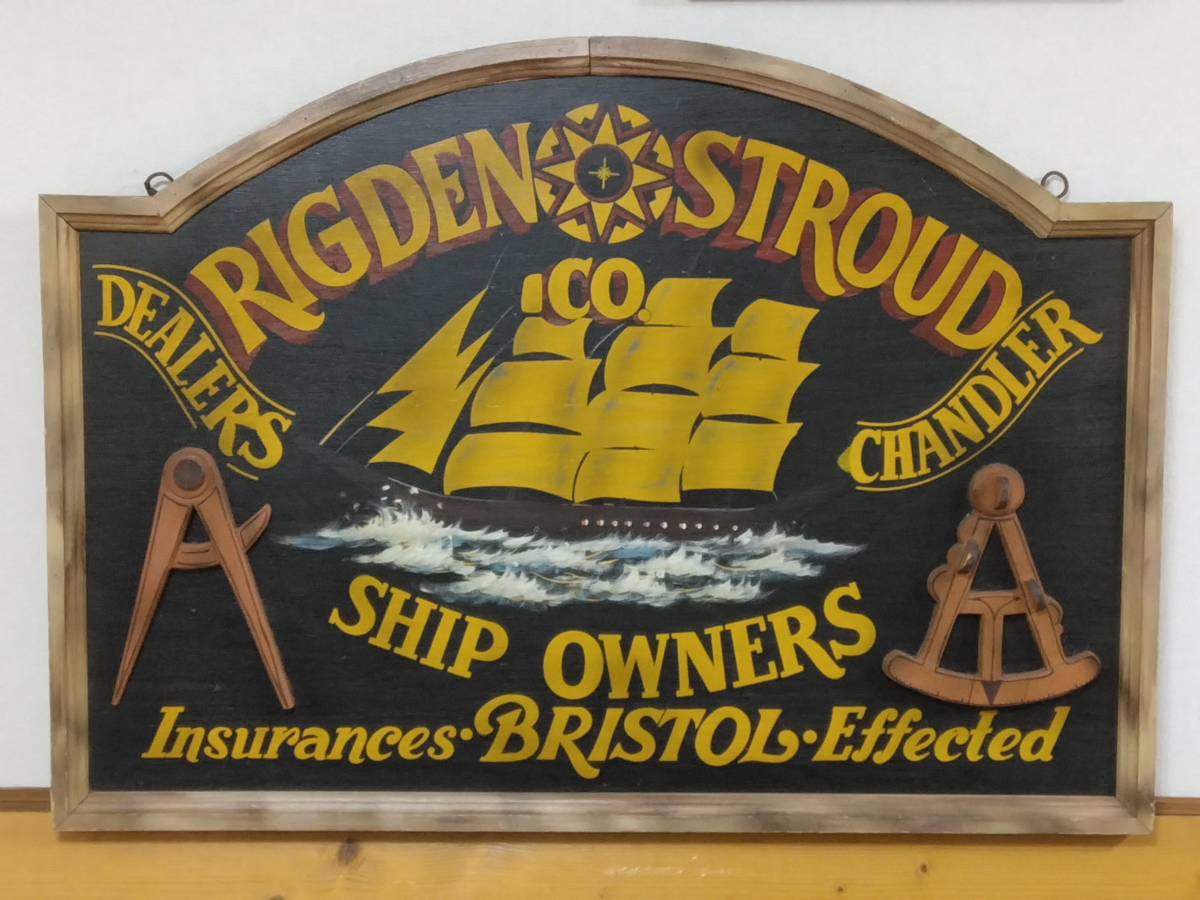 RIGDEN STROUD
CO.
DEALERS
CHANDLER
SHIP OWNERS
Insurances·BRISTOL·Effected